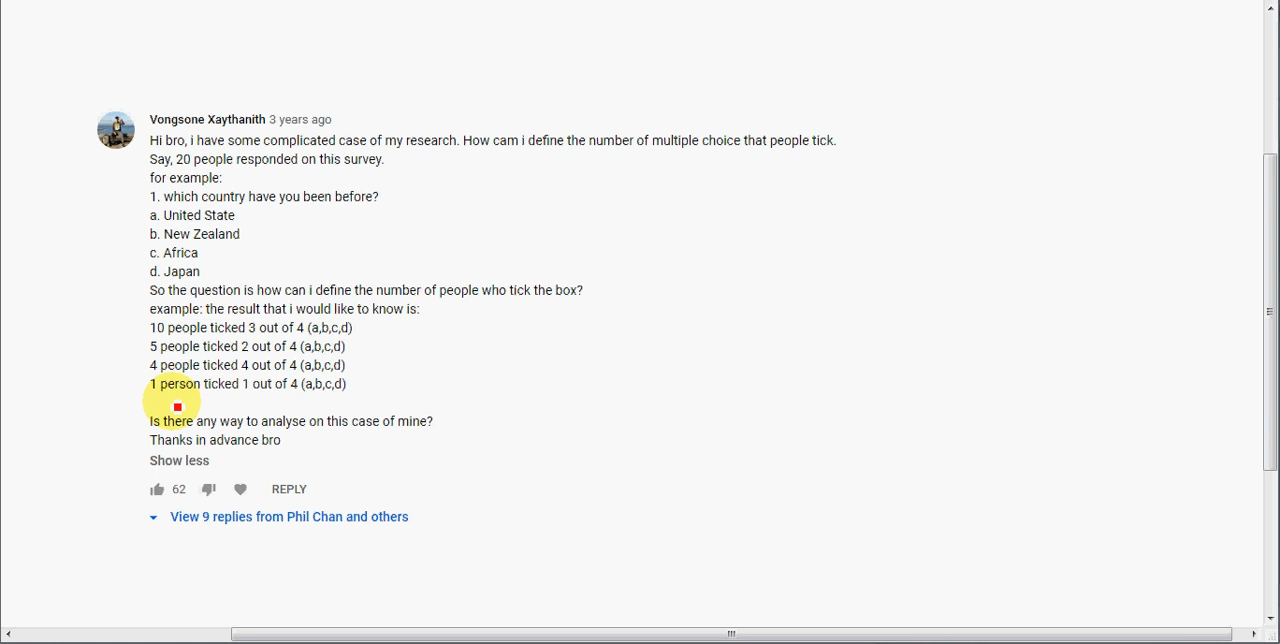 Vongsone Xaythanith 3 years ago
Hi bro, i have some complicated case of my research. How cam i define the number of multiple choice that people tick.
Say, 20 people responded on this survey.
for example:
1. which country have you been before?
a. United State
b. New Zealand
c. Africa
d. Japan
So the question is how can i define the number of people who tick the box?
example: the result that i would like to know is:
10 people ticked 3 out of 4 (a,b,c,d)
5 people ticked 2 out of 4 (a,b,c,d)
4 people ticked 4 out of 4 (a,b,c,d)
1 person ticked 1 out of 4 (a,b,c,d)
Is there any way to analyse on this case of mine?
Thanks in advance bro
Show less
62 REPLY
View 9 replies from Phil Chan and others